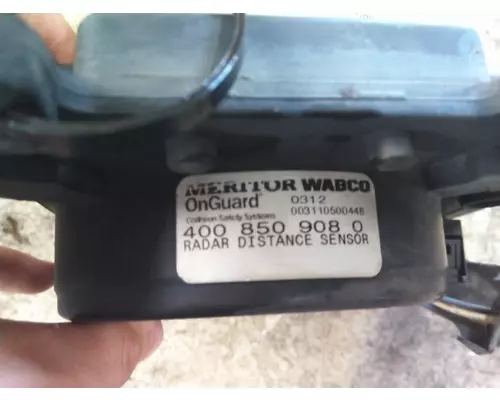 MERITOR WABCO
OnGuard 0312
(Collision Safety Systems) 003110500448
400 850 908 0
RADAR DISTANCE SENSOR